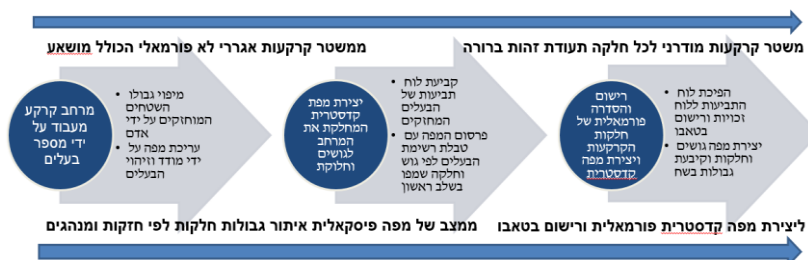 ממשטר קרקעות אגררי לא פורמאלי הכולל מושאע
משטר קרקעות מודרני לכל חלקה תעודת זהות ברורה
מרחב קרקע
מעבוד על
ידי מספר
בעלים
• מיפוי גבולו
השטחים
המוחזקים על ידי
אדם
• עריכת מפה על
ידי מודד וזיהוי
הבעלים
יצירת מפת
קדסטרית
המחלקת את
המרחב
לגושים
וחלוקת
• קביעת לוח
תביעות של
הבעלים
המחזקים
• פרסום המפה עם
טבלת רשימת
הבעלים לפי גוש
וחלקה שמפו
בשלב ראשון
רישום
והסדרה
פורמאלית של
חלקות
הקרקעות
ויצירת מפה
קדסטרית
• הפיכת לוח
התביעות ללוח
זכויות ורישום
בטאבו
• יצירת מפה גושים
וחלקות וקיבעת
גבולות בשח
ממצב של מפה פיסקאלית איתור גבולות חלקות לפי חזקות ומנהגים
ליצירת מפה קדסטרית פורמאלית ורישום בטאבו